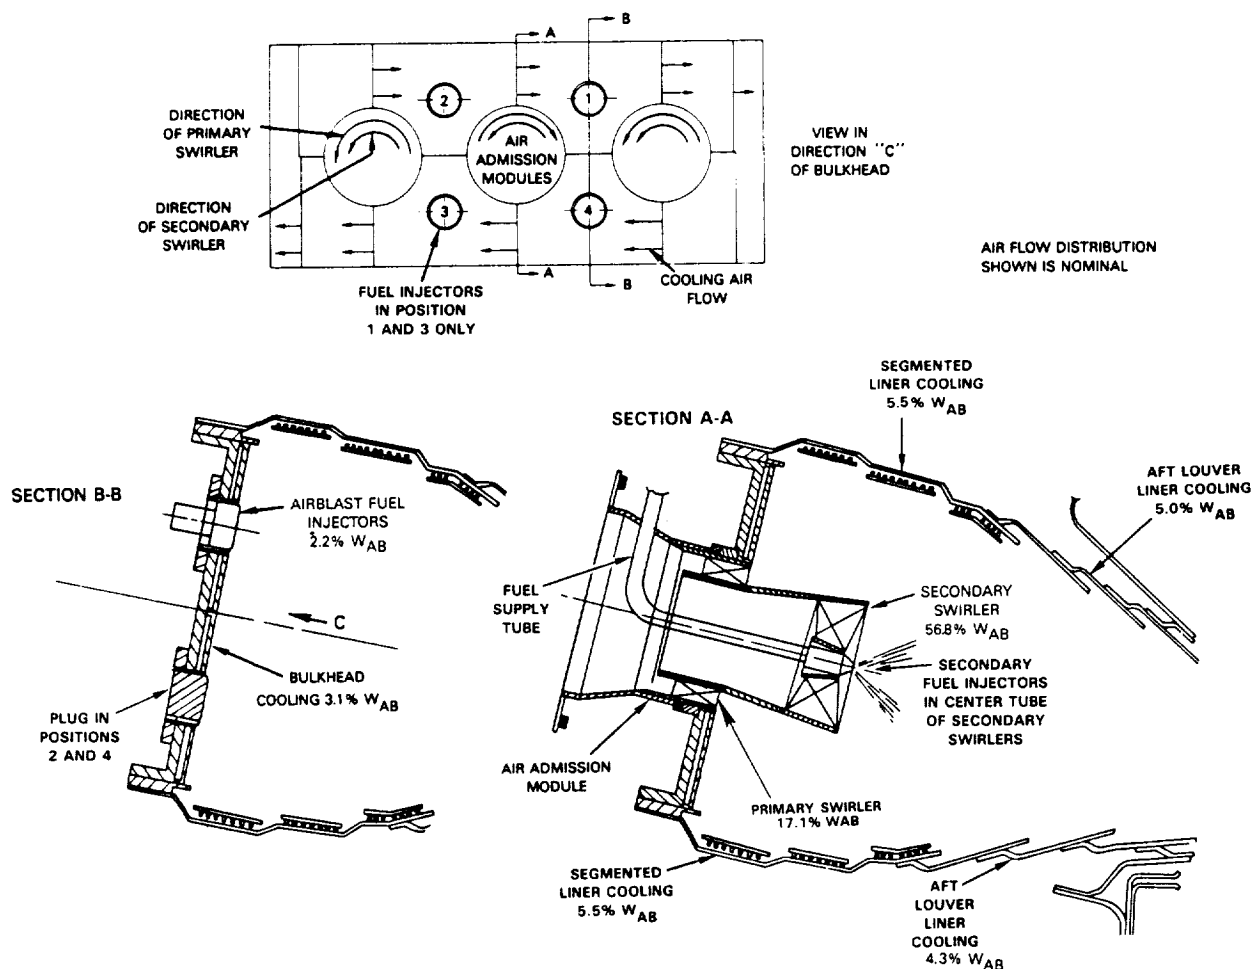 A
B
DIRECTION
OF PRIMARY
SWIRLER
2
1
AIR
ADMISSION
MODULES
VIEW IN
DIRECTION "C"
OF BULKHEAD
DIRECTION
OF SECONDARY
SWIRLER
3
4
A
B
FUEL INJECTORS
IN POSITION
1 AND 3 ONLY
COOLING AIR
FLOW
AIR FLOW DISTRIBUTION
SHOWN IS NOMINAL
SECTION B-B
AIRBLAST FUEL
INJECTORS
2.2% WAB
C
BULKHEAD
COOLING 3.1% WAB
PLUG IN
POSITIONS
2 AND 4
SECTION A-A
SEGMENTED
LINER COOLING
5.5% WAB
AFT LOUVER
LINER COOLING
5.0% WAB
FUEL
SUPPLY
TUBE
SECONDARY
SWIRLER
56.8% WAB
SECONDARY
FUEL INJECTORS
IN CENTER TUBE
OF SECONDARY
SWIRLERS
AIR ADMISSION
MODULE
PRIMARY SWIRLER
17.1% WAB
SEGMENTED
LINER COOLING
5.5% WAB
AFT
LOUVER
LINER
COOLING
4.3% WAB